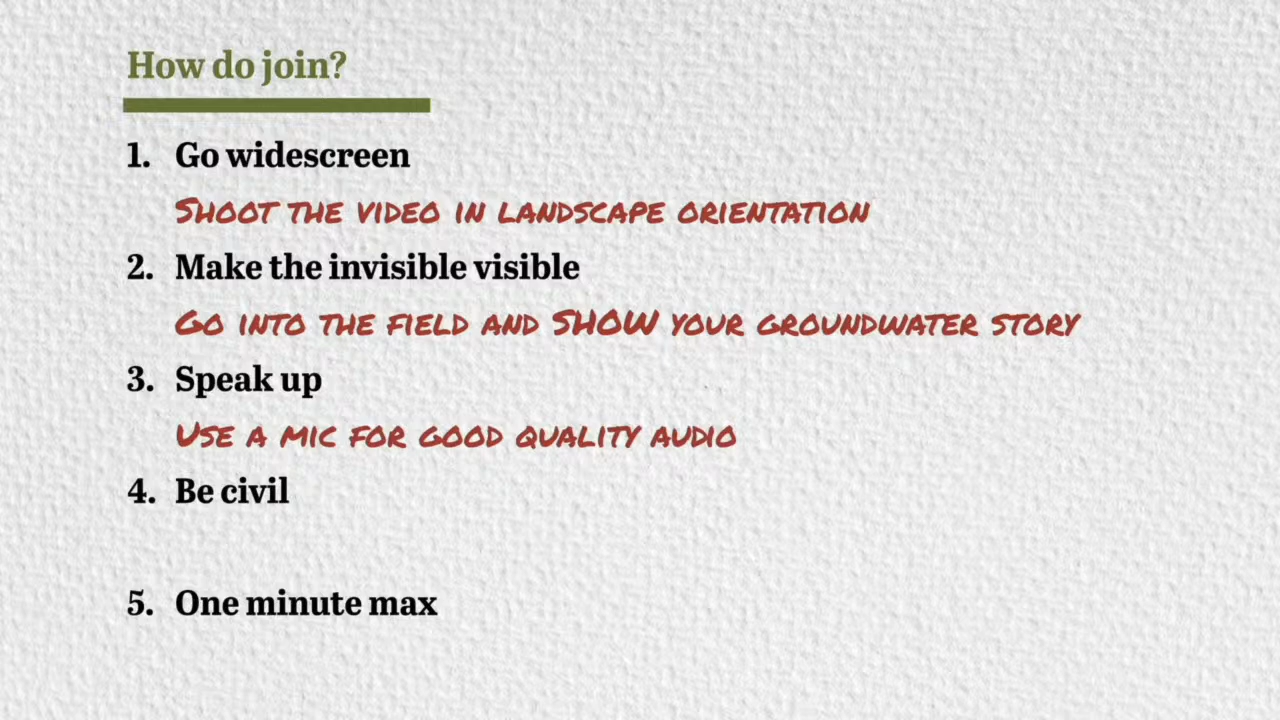 How do join?
1. Go widescreen
Shoot the video in landscape orientation
2. Make the invisible visible
Go into the field and SHOW your groundwater story
3. Speak up
Use a mic for good quality audio
4. Be civil
5. One minute max